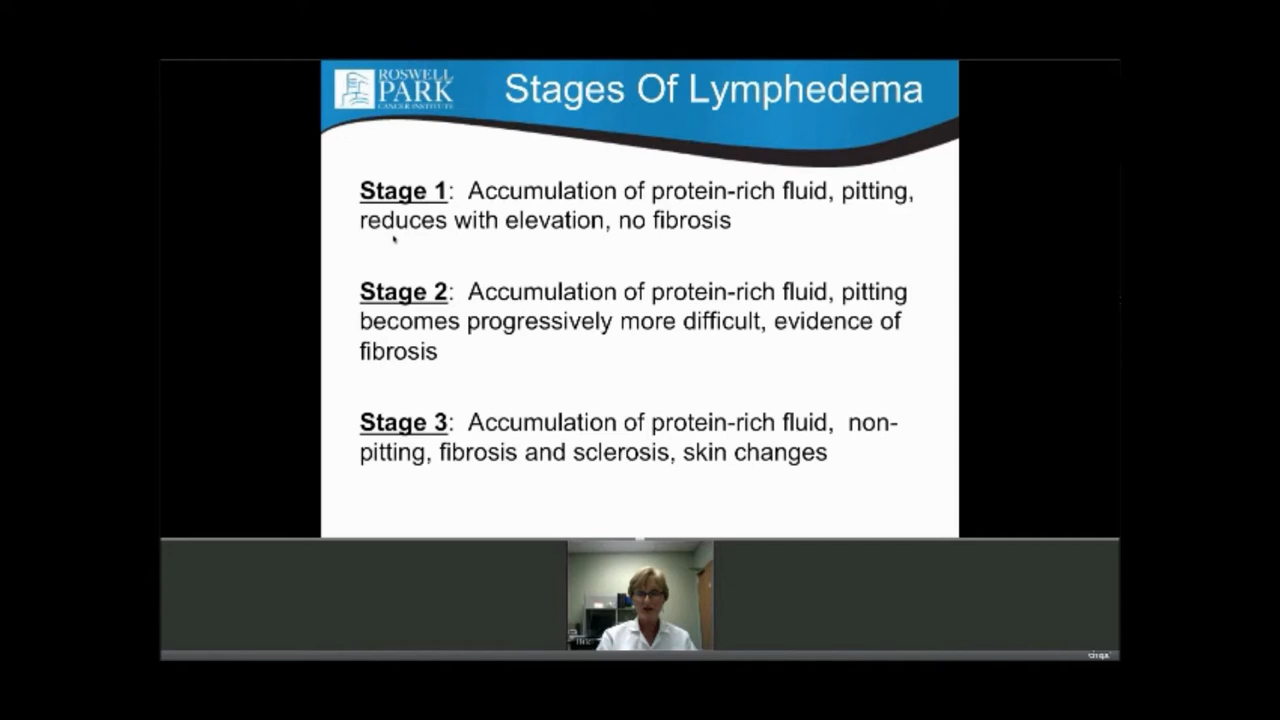 ROSWELL
PARK
CANCER INSTITUTE
Stages Of Lymphedema
Stage 1:  Accumulation of protein-rich fluid, pitting,
reduces with elevation, no fibrosis
Stage 2:  Accumulation of protein-rich fluid, pitting
becomes progressively more difficult, evidence of
fibrosis
Stage 3:  Accumulation of protein-rich fluid,  non-
pitting, fibrosis and sclerosis, skin changes